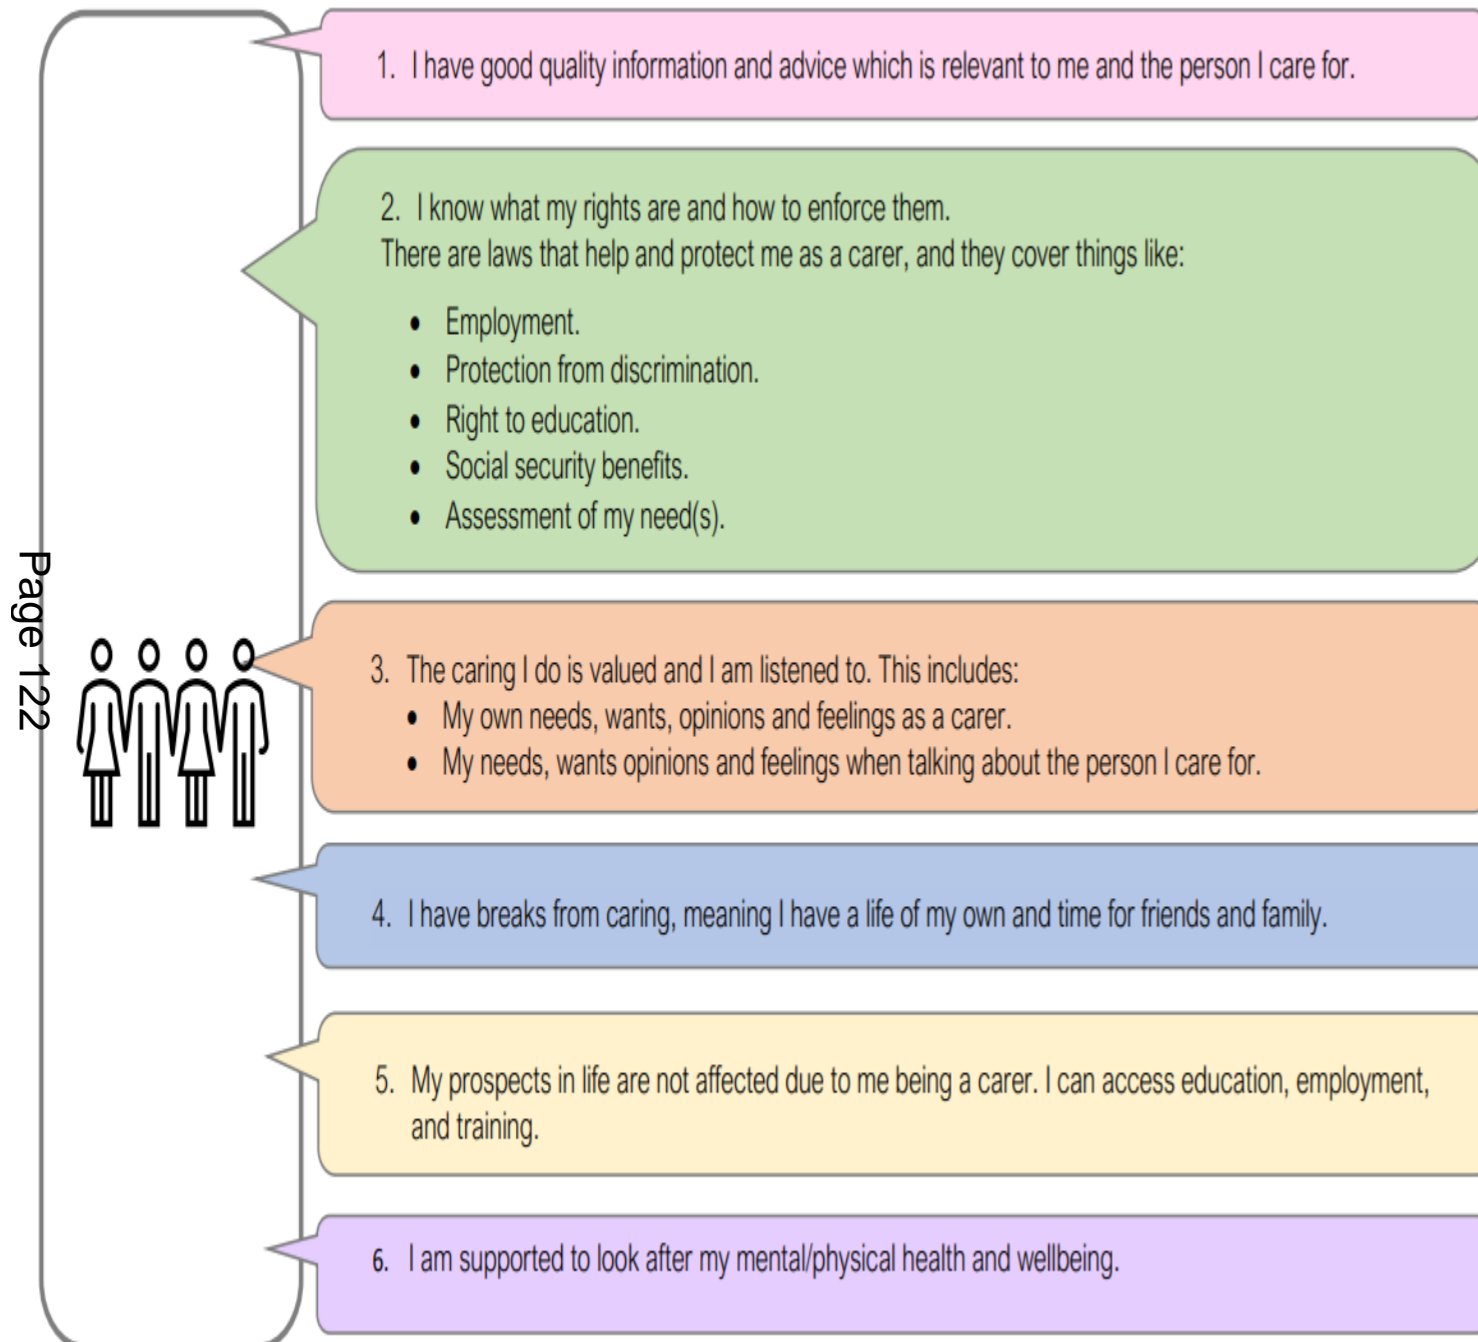 1. I have good quality information and advice which is relevant to me and the person I care for.
2. I know what my rights are and how to enforce them.
There are laws that help and protect me as a carer, and they cover things like:
• Employment.
• Protection from discrimination.
• Right to education.
• Social security benefits.
• Assessment of my need(s).
3. The caring I do is valued and I am listened to. This includes:
• My own needs, wants, opinions and feelings as a carer.
• My needs, wants opinions and feelings when talking about the person I care for.
4. I have breaks from caring, meaning I have a life of my own and time for friends and family.
5. My prospects in life are not affected due to me being a carer. I can access education, employment,
and training.
6. I am supported to look after my mental/physical health and wellbeing.
Page 122